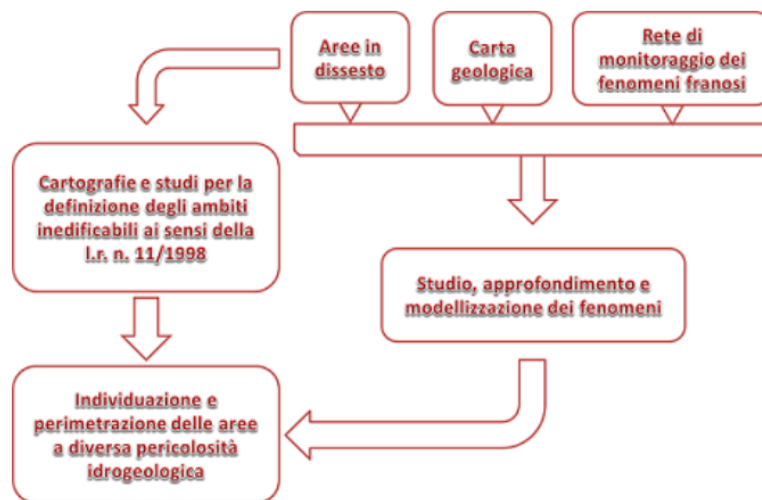 Aree in
dissesto
Carta
geologica
Rete di
monitoraggio dei
fenomeni franosi
Cartografie e studi per la
definizione degli ambiti
inedificabili ai sensi della
l.r. n. 11/1998
Studio, approfondimento e
modellizzazione dei fenomeni
Individuazione e
perimetrazione delle aree
a diversa pericolosità
idrogeologica